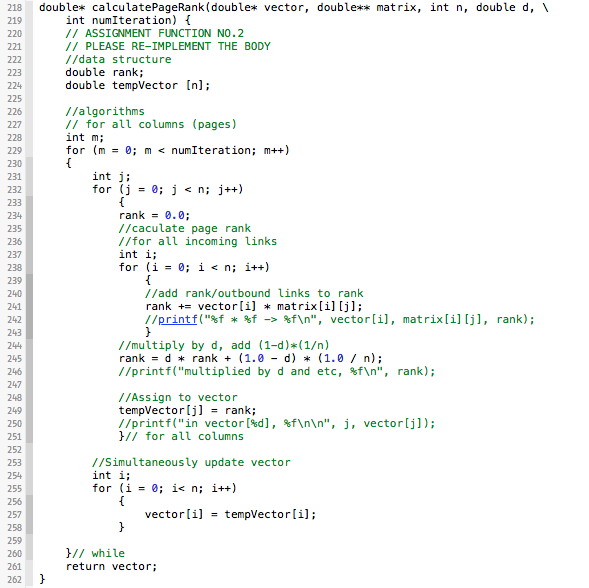 218 double* calculatePageRank(double* vector, double** matrix, int n, double d, \
219 int numIteration) {
220 // ASSIGNMENT FUNCTION NO.2
221 // PLEASE RE-IMPLEMENT THE BODY
222 //data structure
223 double rank;
224 double tempVector [n];
225
226 //algorithms
227 // for all columns (pages)
228 int m;
229 for (m = 0; m < numIteration; m++)
230 {
231 int j;
232 for (j = 0; j < n; j++)
233 {
234 rank = 0.0;
235 //caculate page rank
236 //for all incoming links
237 int i;
238 for (i = 0; i < n; i++)
239 {
240 //add rank/outbound links to rank
241 rank += vector[i] * matrix[i][j];
242 //printf("%f * %f -> %f\n", vector[i], matrix[i][j], rank);
243 }
244 //multiply by d, add (1-d)*(1/n)
245 rank = d * rank + (1.0 - d) * (1.0 / n);
246 //printf("multiplied by d and etc, %f\n", rank);
247
248 //Assign to vector
249 tempVector[j] = rank;
250 //printf("in vector[%d], %f\n\n", j, vector[j]);
251 }// for all columns
252
253 //Simultaneously update vector
254 int i;
255 for (i = 0; i< n; i++)
256 {
257 vector[i] = tempVector[i];
258 }
259
260 }// while
261 return vector;
262 }